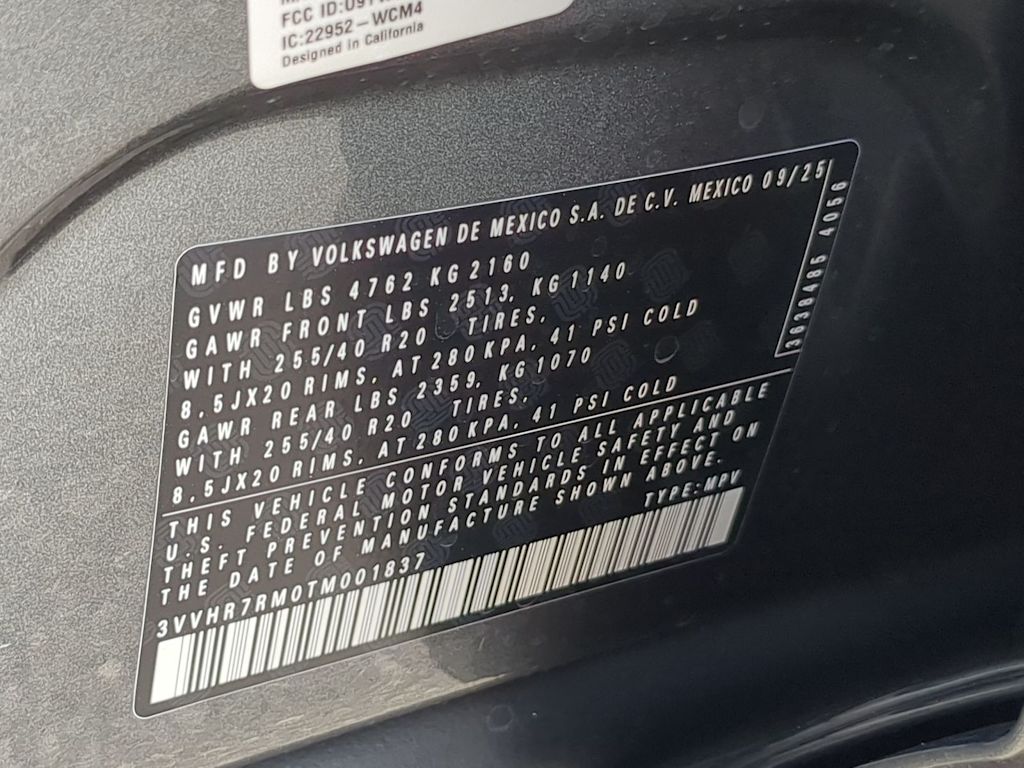 FCC ID:
IC:22952-WCM4
Designed in California
MFD BY VOLKSWAGEN DE MEXICO S.A. DE C.V. MEXICO 09/25
GVWR LBS 4762 KG 2160
GAWR FRONT LBS 2513, KG 1140
WITH 255/40 R20 TIRES,
8.5JX20 RIMS, AT 280 KPA, 41 PSI COLD
GAWR REAR LBS 2359, KG 1070
WITH 255/40 R20 TIRES,
8.5JX20 RIMS, AT 280 KPA, 41 PSI COLD
3638485 4056
THIS VEHICLE CONFORMS TO ALL APPLICABLE
U.S. FEDERAL MOTOR VEHICLE SAFETY AND
THEFT PREVENTION STANDARDS IN EFFECT ON
THE DATE OF MANUFACTURE SHOWN ABOVE.
3VVHR7RM0TM001837 TYPE:MPV